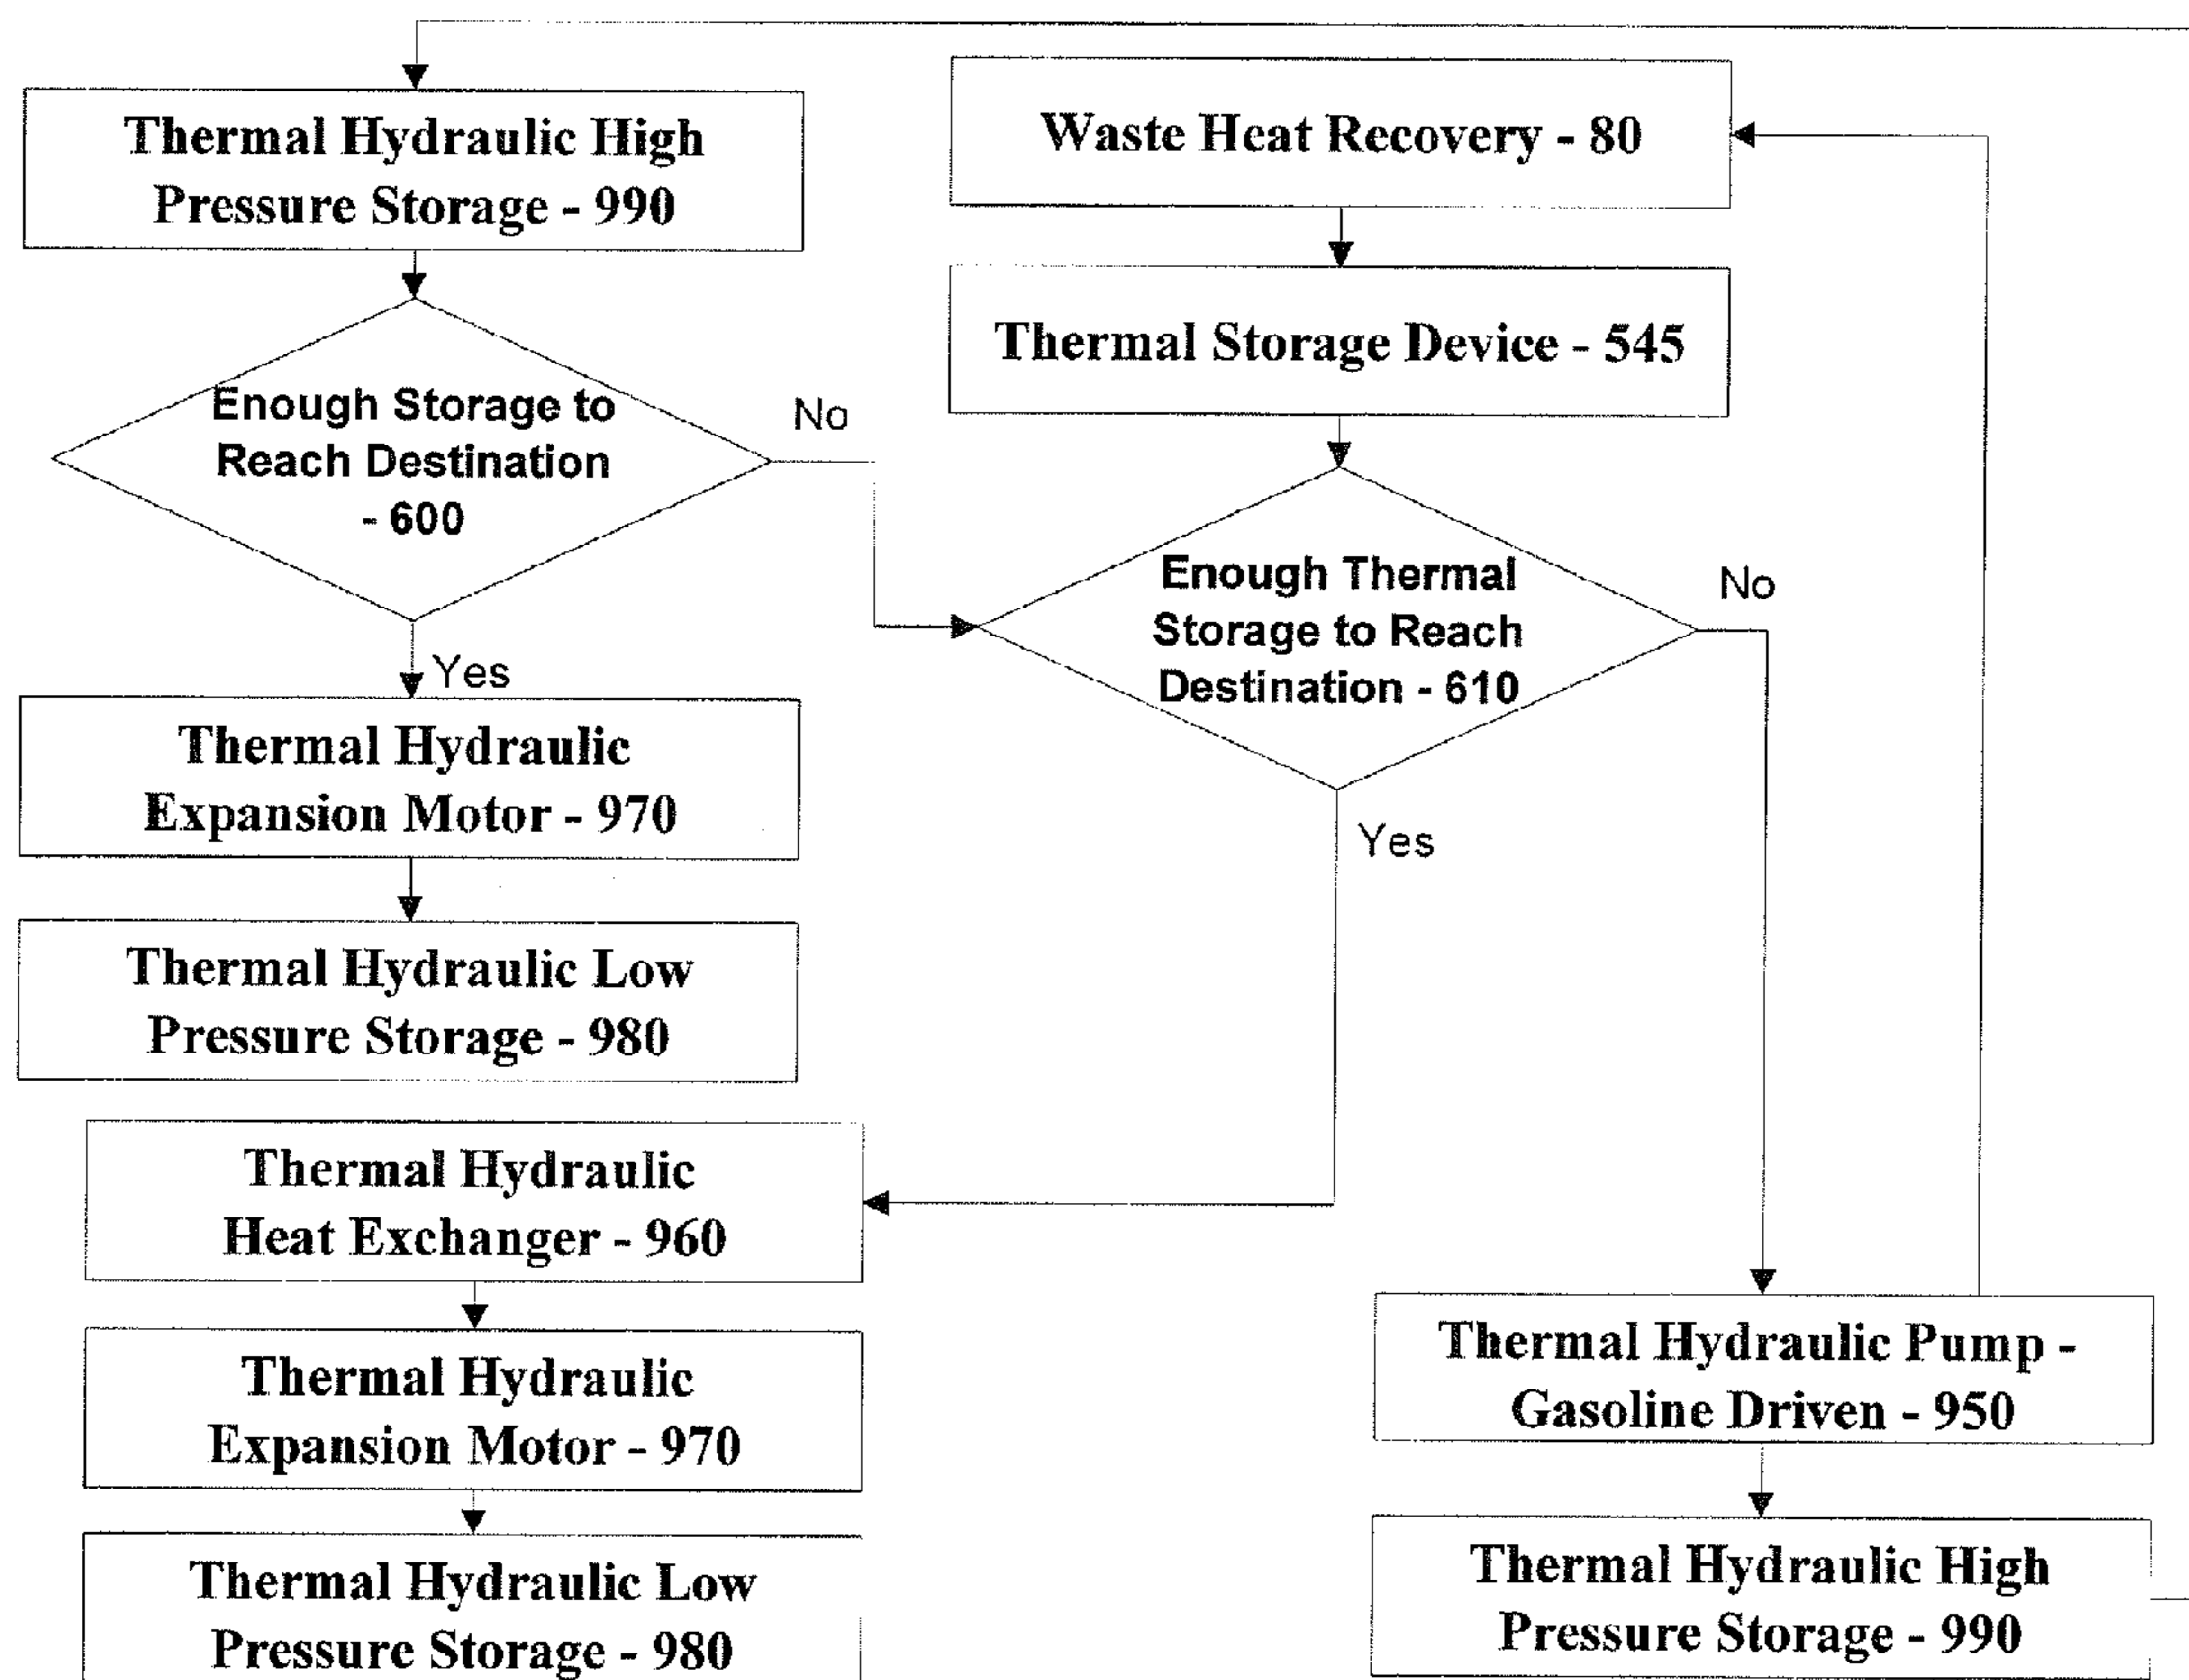 Thermal Hydraulic High
Pressure Storage - 990
Waste Heat Recovery - 80
Thermal Storage Device - 545
Enough Storage to
Reach Destination
- 600
No
Enough Thermal
Storage to Reach
Destination - 610
No
Yes
Thermal Hydraulic
Expansion Motor - 970
Yes
Thermal Hydraulic Low
Pressure Storage - 980
Thermal Hydraulic
Heat Exchanger - 960
Thermal Hydraulic
Expansion Motor - 970
Thermal Hydraulic Pump -
Gasoline Driven - 950
Thermal Hydraulic Low
Pressure Storage - 980
Thermal Hydraulic High
Pressure Storage - 990